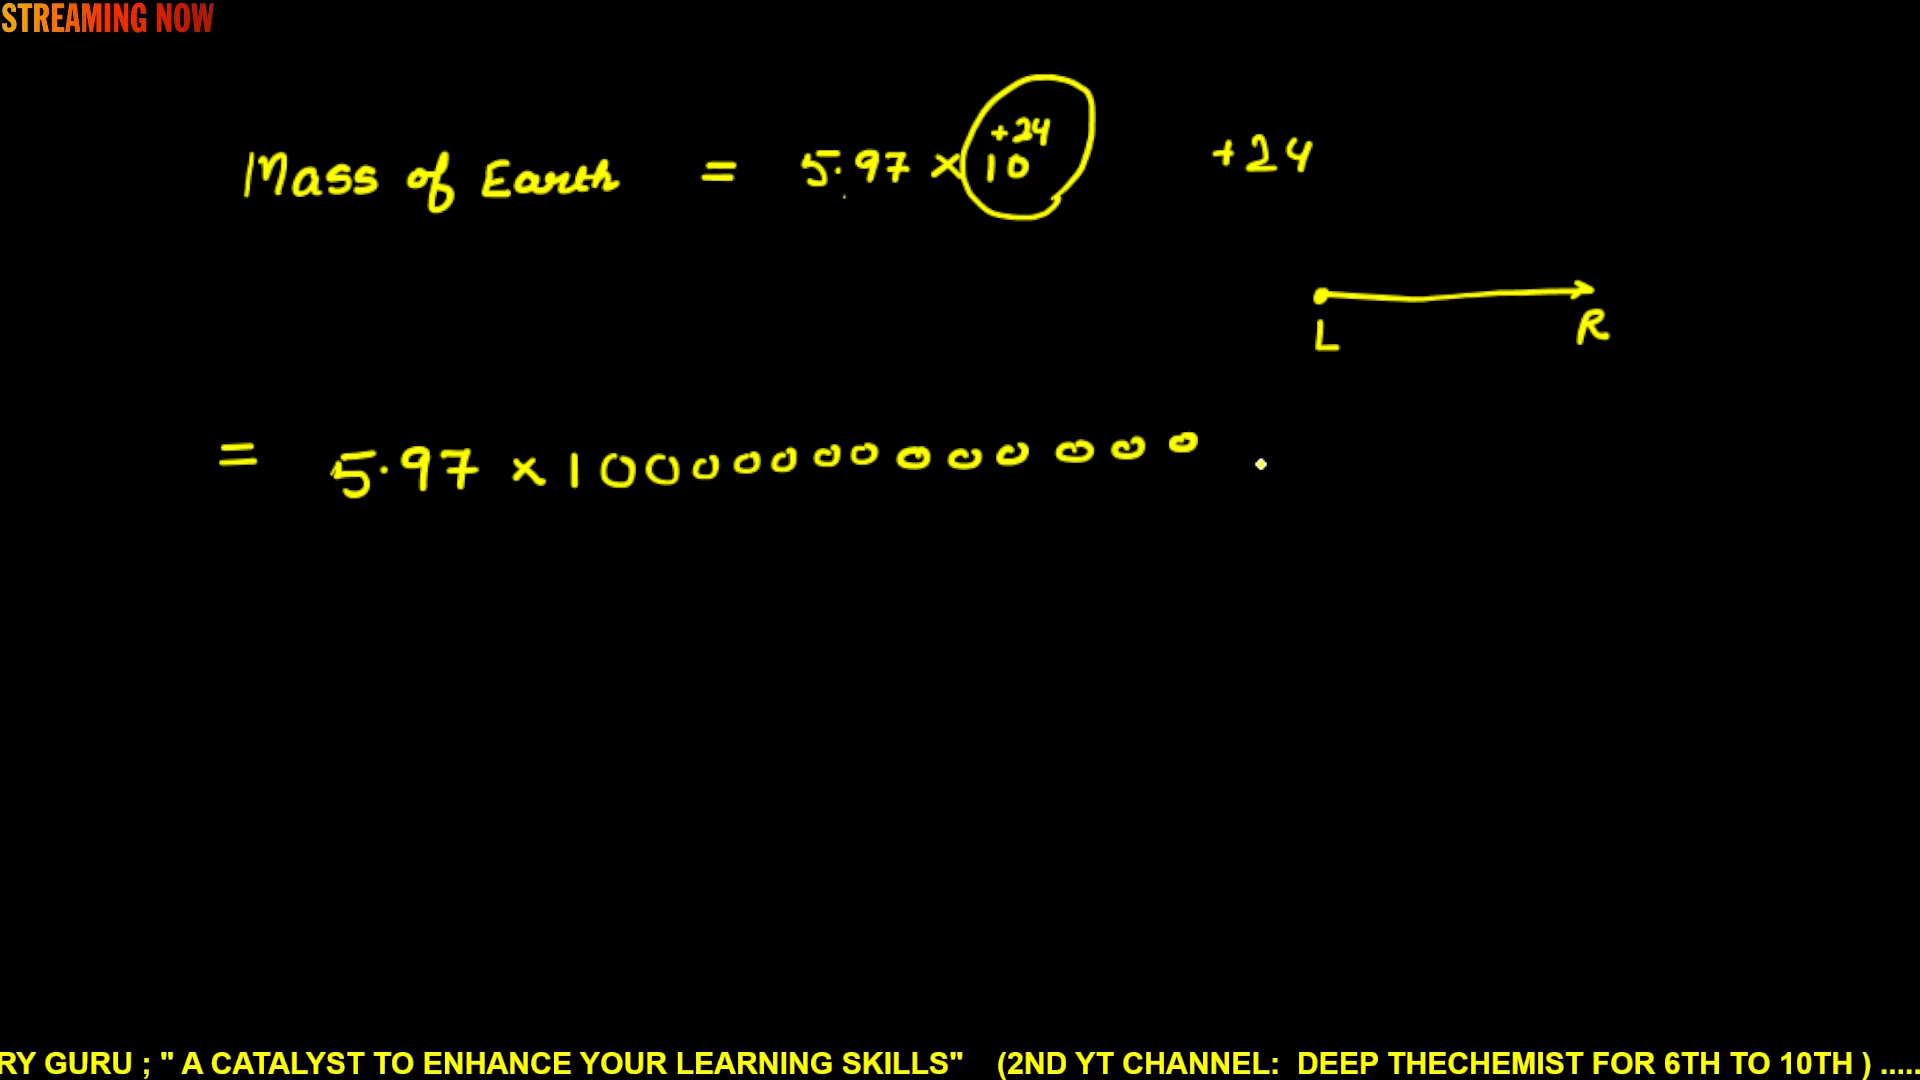 STREAMING NOW
Mass of Earth = 5.97 × 10⁺²⁴ +24
L R
= 5.97 × 100000000000000
RY GURU ; " A CATALYST TO ENHANCE YOUR LEARNING SKILLS" (2ND YT CHANNEL: DEEP THECHEMIST FOR 6TH TO 10TH ) .....